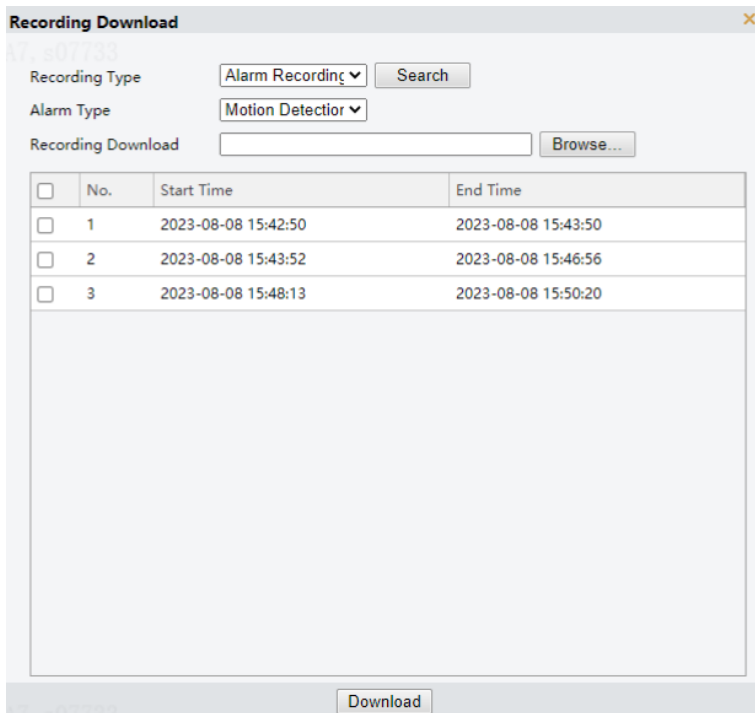 Recording Download
A7, s07733
Recording Type Alarm Recording Search
Alarm Type Motion Detection
Recording Download Browse...
No. Start Time End Time
1 2023-08-08 15:42:50 2023-08-08 15:43:50
2 2023-08-08 15:43:52 2023-08-08 15:46:56
3 2023-08-08 15:48:13 2023-08-08 15:50:20
Download